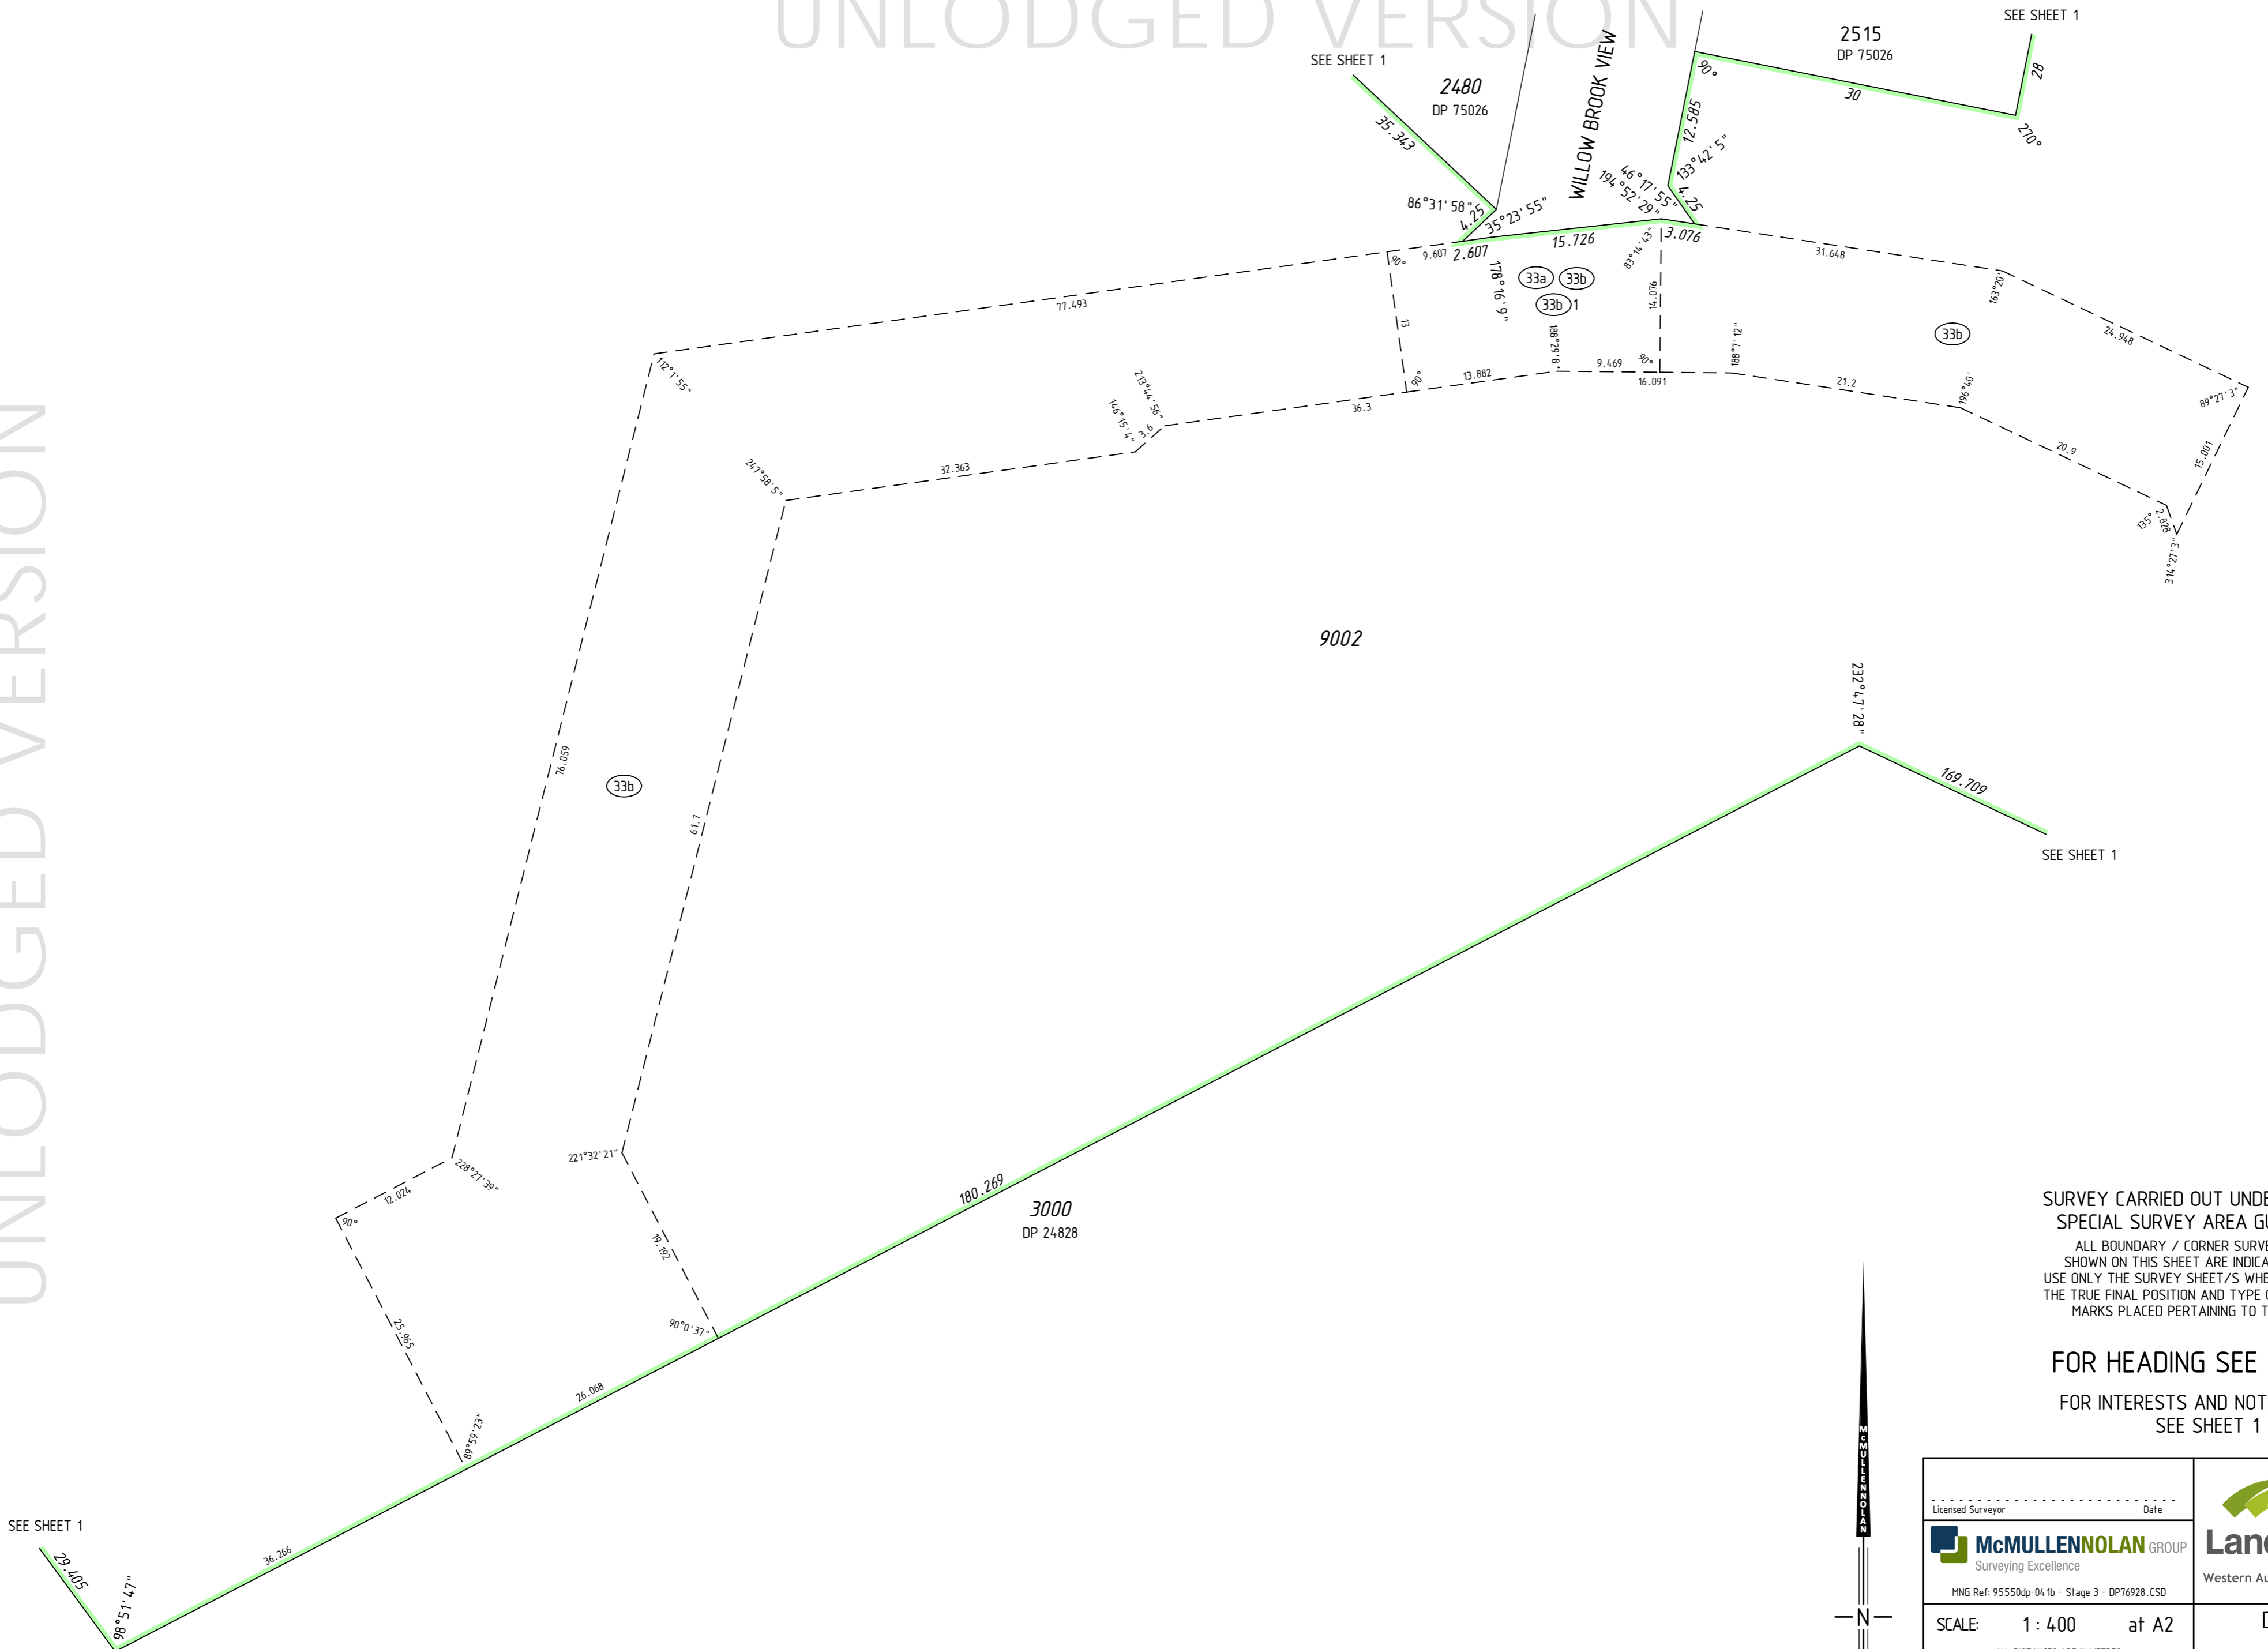 UNLODGED VERSION
UNLODGED VERSION
SEE SHEET 1
2515
DP 75026
SEE SHEET 1
2480
DP 75026
WILLOW BROOK VIEW
90°
30
28
270°
12.585
35.343
133°42'5"
46°17'55"
194°52'29"
4.25
86°31'58"
4.25
35°23'55"
15.726
3.076
2.607
9.607
90°
178°16'9"
83°14'43"
33a
33b
33b 1
14.076
31.648
163°20'
33b
24.948
77.493
13
112°1'55"
188°29'8"
188°7'12"
90°
9.469
13.882
16.091
21.2
196°40'
89°27'3"
90°
36.3
213°44'56"
146°15'4"
3.6
20.9
15.001
247°58'5"
32.363
135°
2.828
314°27'3"
9002
232°47'28"
76.059
33b
61.7
169.709
SEE SHEET 1
221°32'21"
228°27'39"
12.024
90°
180.269
3000
DP 24828
19.192
25.965
90°0'37"
26.068
89°59'23"
SEE SHEET 1
29.405
36.266
98°51'47"
SURVEY CARRIED OUT UNDE
SPECIAL SURVEY AREA GU
ALL BOUNDARY / CORNER SURVE
SHOWN ON THIS SHEET ARE INDICA
USE ONLY THE SURVEY SHEET/S WHE
THE TRUE FINAL POSITION AND TYPE
MARKS PLACED PERTAINING TO T
FOR HEADING SEE
FOR INTERESTS AND NOT
SEE SHEET 1
McMULLENNOLAN
N
Licensed Surveyor Date
McMULLENNOLAN GROUP
Surveying Excellence
MNG Ref: 95550dp-041b - Stage 3 - DP76928.CSD
Land
Western Au
SCALE: 1 : 400 at A2